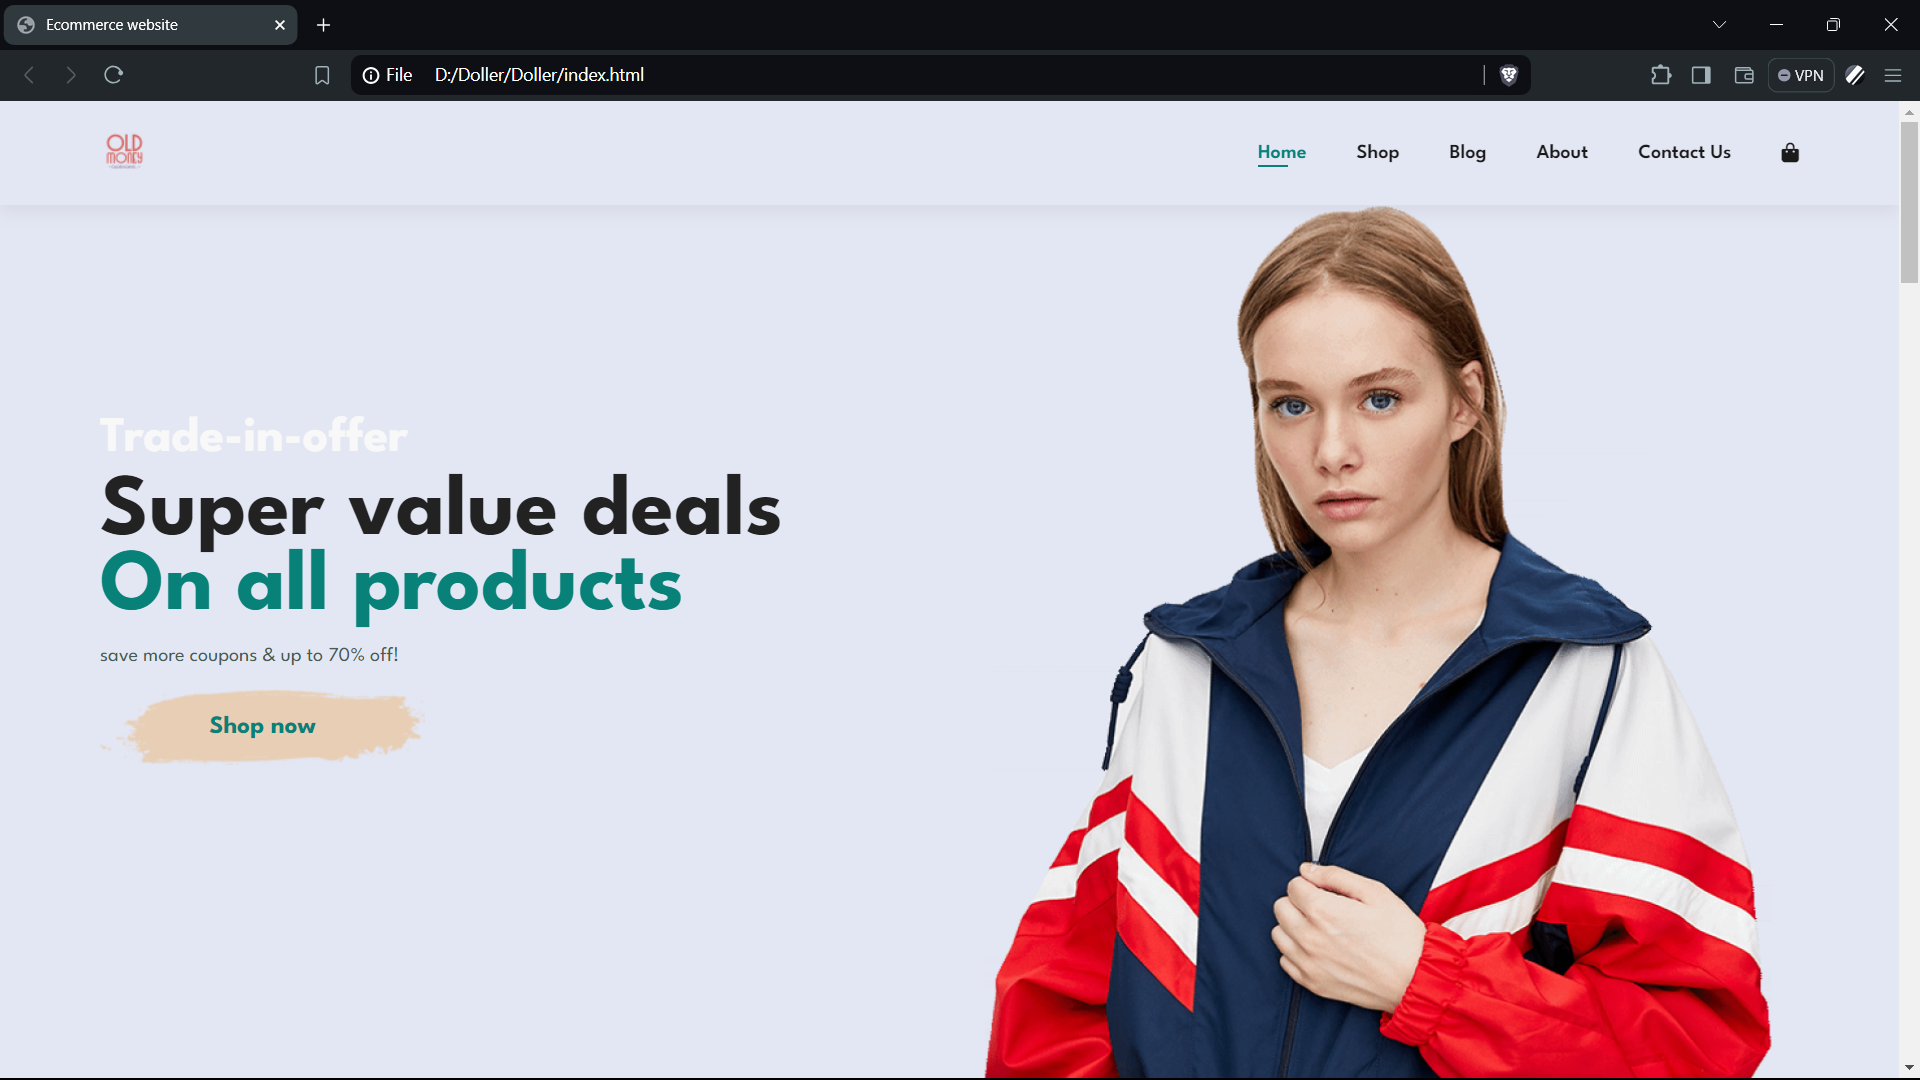 Ecommerce website
File D:/Doller/Doller/index.html
VPN
OLD
MONEY
Home Shop Blog About Contact Us
Trade-in-offer
Super value deals
On all products
save more coupons & up to 70% off!
Shop now